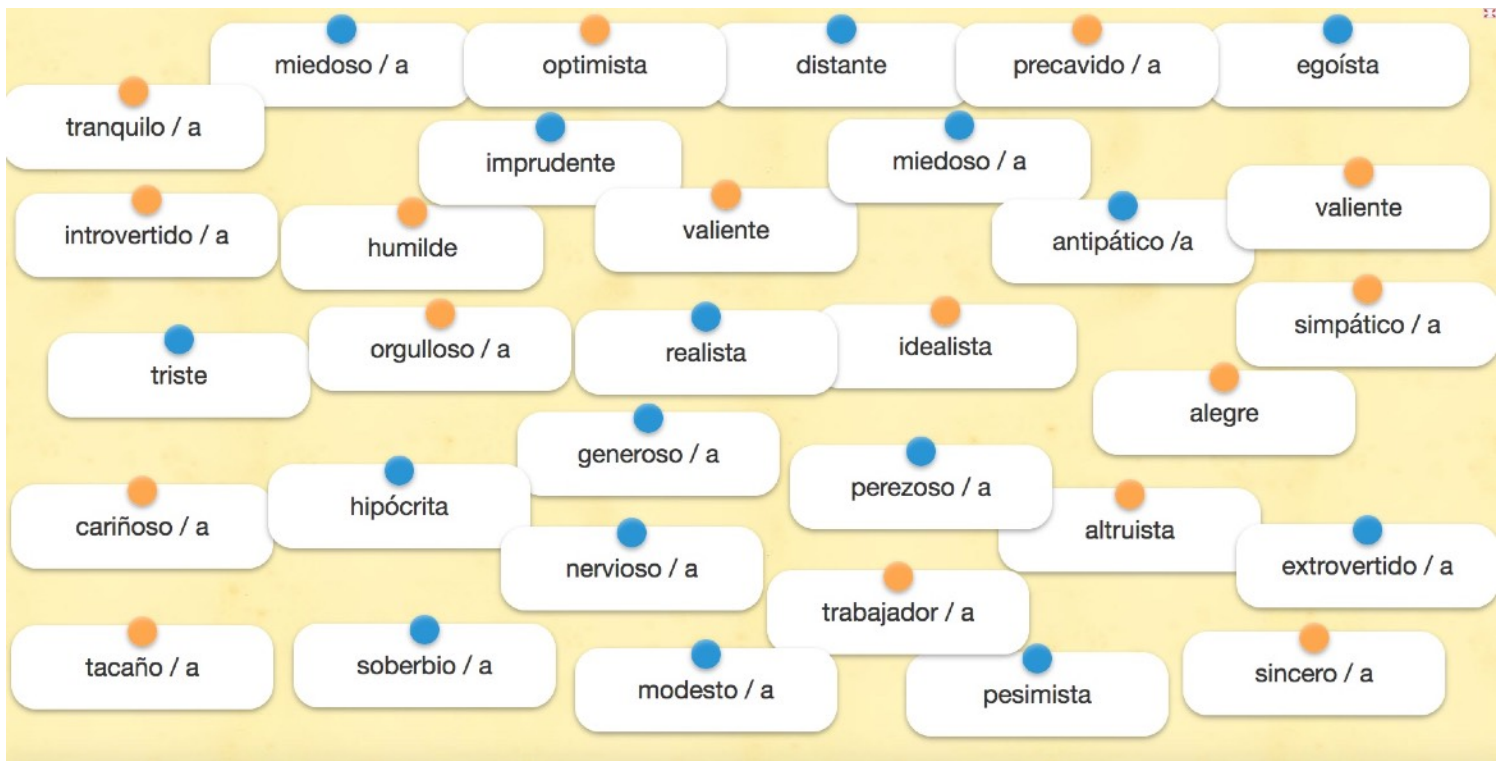 miedoso / a
optimista
distante
precavido / a
egoísta
tranquilo / a
imprudente
miedoso / a
introvertido / a
humilde
valiente
antipático /a
valiente
triste
orgulloso / a
realista
idealista
simpático / a
alegre
generoso / a
cariñoso / a
hipócrita
perezoso / a
altruista
nervioso / a
extrovertido / a
trabajador / a
tacaño / a
soberbio / a
modesto / a
pesimista
sincero / a